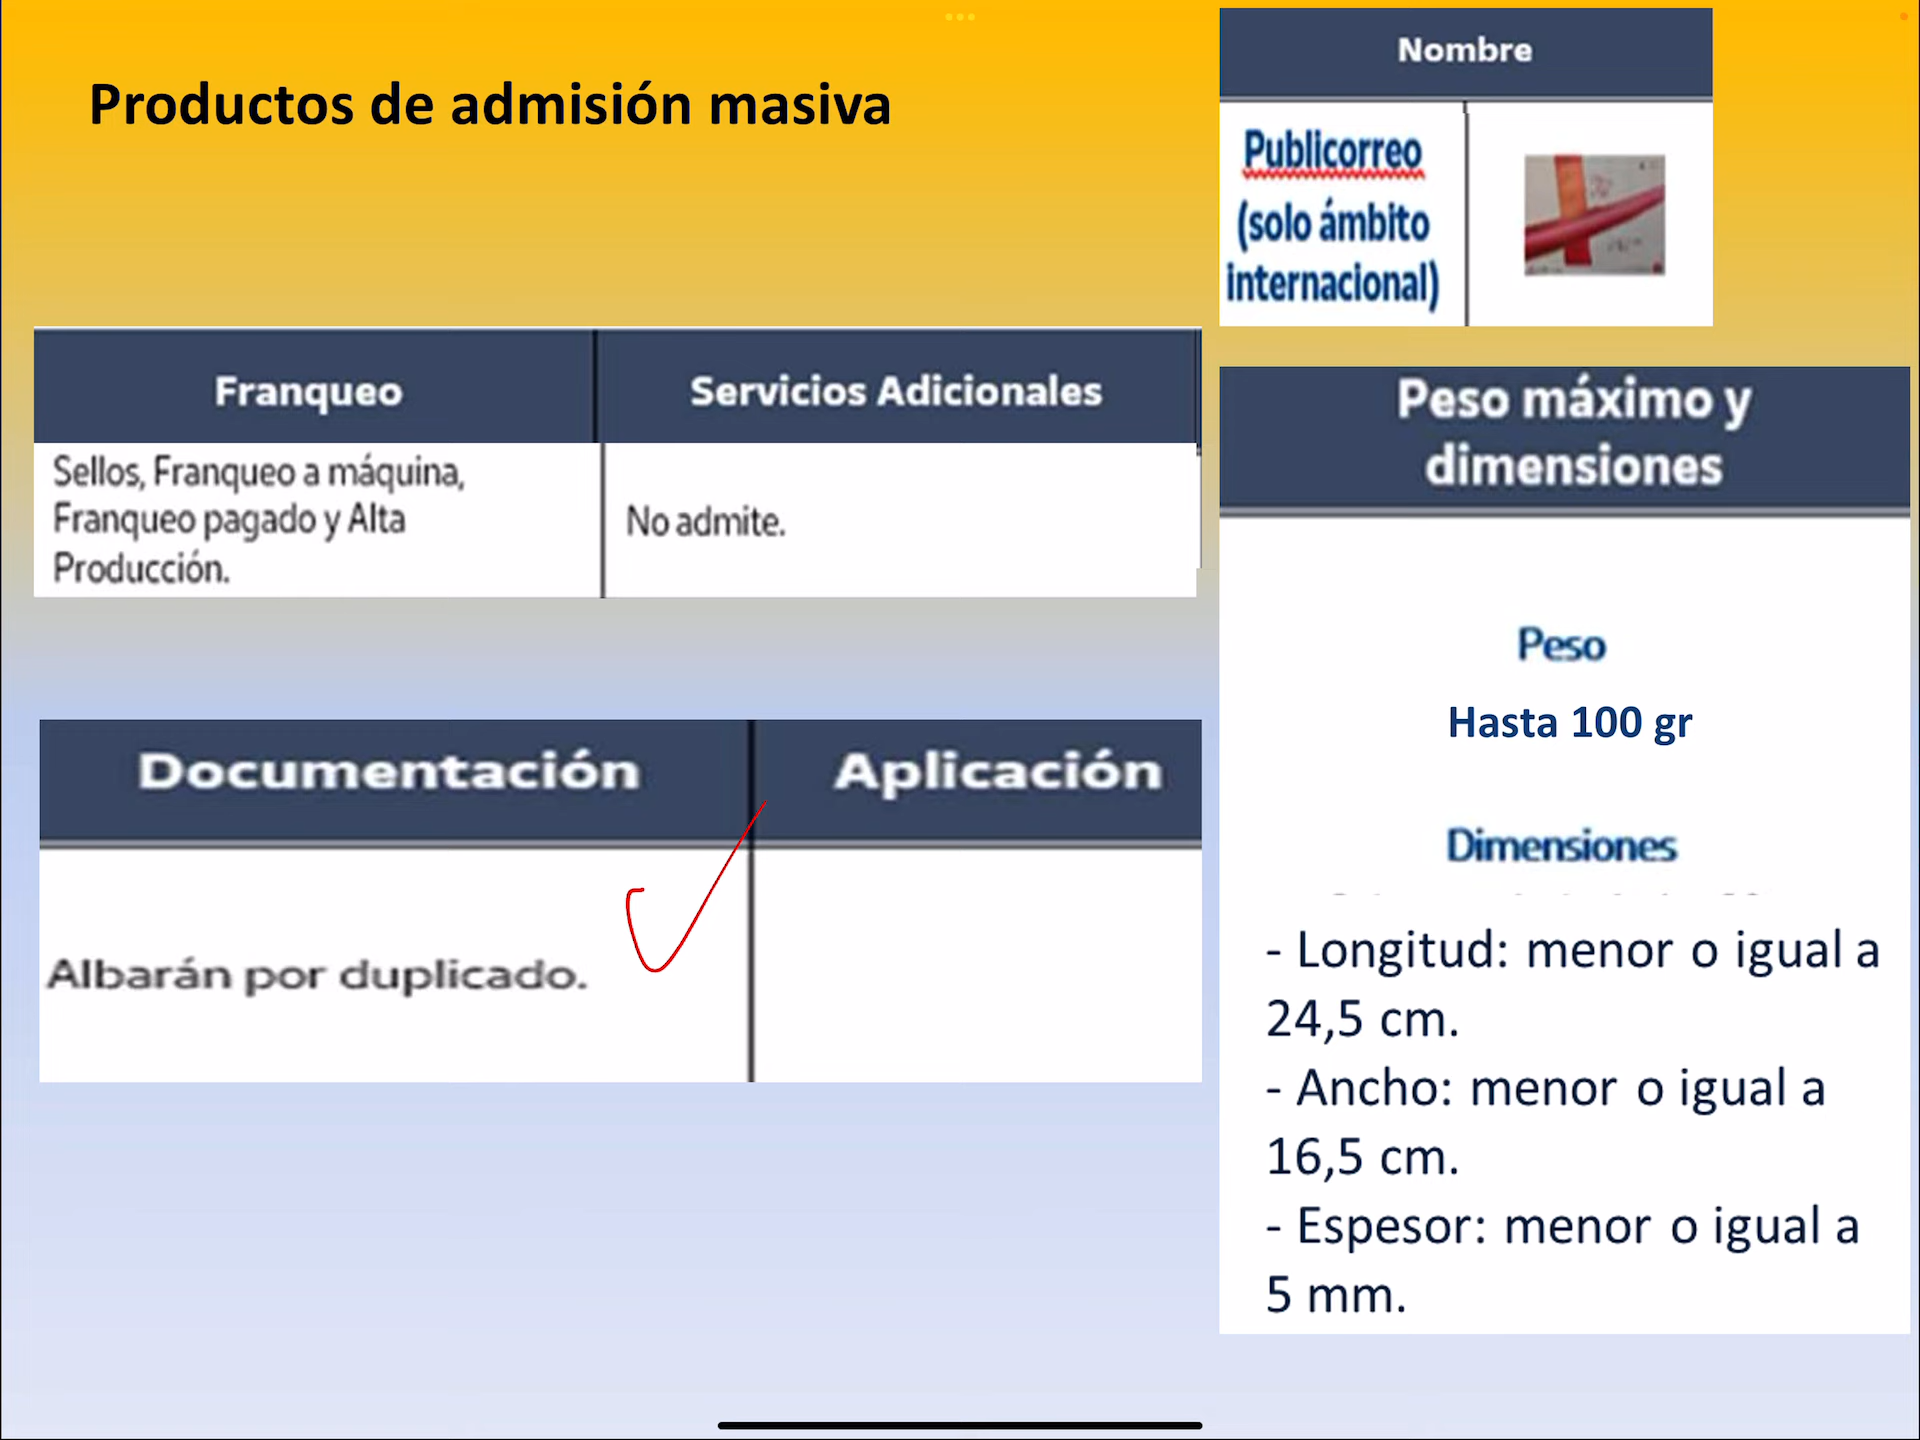 Productos de admisión masiva
Nombre
Publicorreo
(solo ámbito
internacional)
Franqueo
Servicios Adicionales
Sellos, Franqueo a máquina,
Franqueo pagado y Alta
Producción.
No admite.
Documentación
Aplicación
Albarán por duplicado.
Peso máximo y
dimensiones
Peso
Hasta 100 gr
Dimensiones
- Longitud: menor o igual a
24,5 cm.
- Ancho: menor o igual a
16,5 cm.
- Espesor: menor o igual a
5 mm.